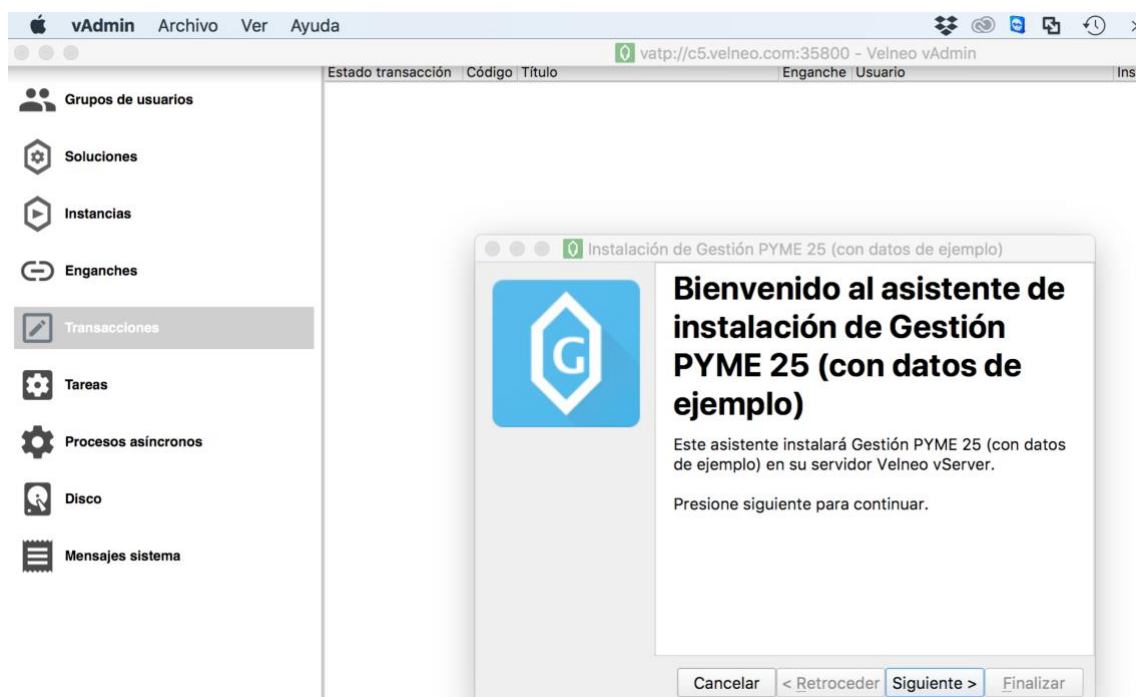 vAdmin Archivo Ver Ayuda
vatp://c5.velneo.com:35800 - Velneo vAdmin
Estado transacción Código Título Enganche Usuario Ins
Grupos de usuarios
Soluciones
Instancias
Enganches
Transacciones
Tareas
Procesos asíncronos
Disco
Mensajes sistema
Instalación de Gestión PYME 25 (con datos de ejemplo)
G
Bienvenido al asistente de
instalación de Gestión
PYME 25 (con datos de
ejemplo)
Este asistente instalará Gestión PYME 25 (con datos
de ejemplo) en su servidor Velneo vServer.
Presione siguiente para continuar.
Cancelar < Retroceder Siguiente > Finalizar